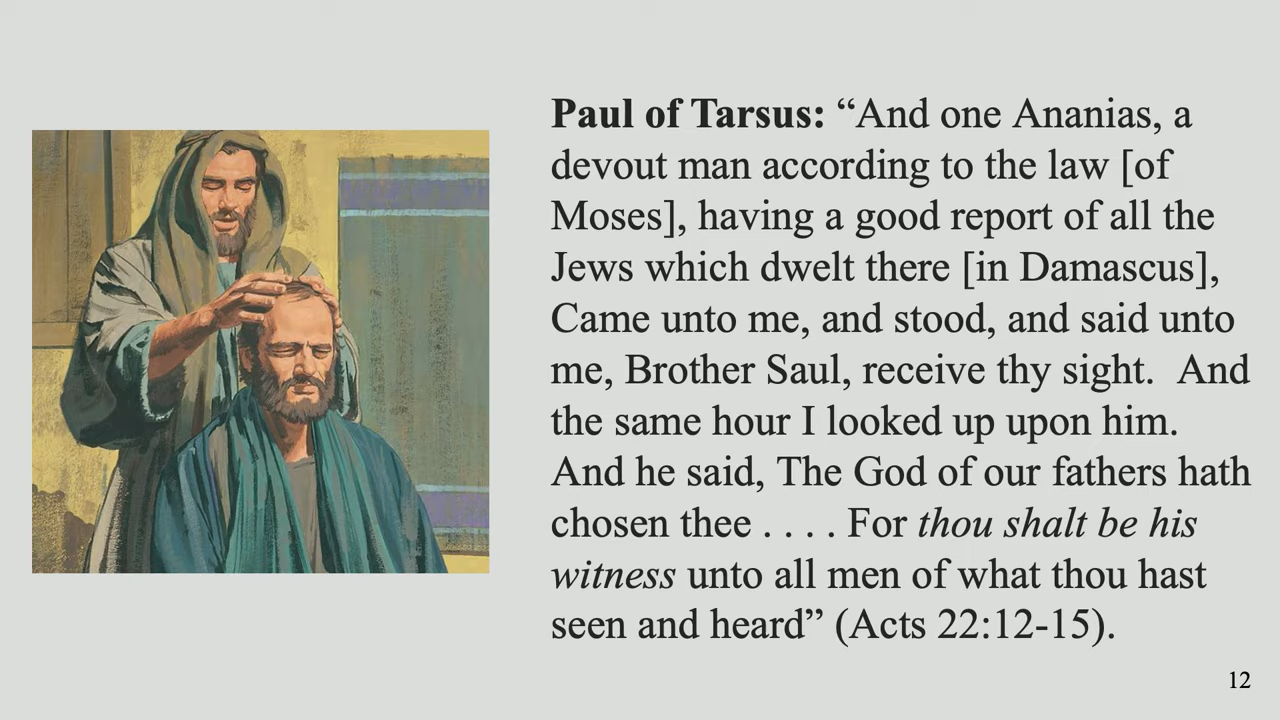 Paul of Tarsus: “And one Ananias, a
devout man according to the law [of
Moses], having a good report of all the
Jews which dwelt there [in Damascus],
Came unto me, and stood, and said unto
me, Brother Saul, receive thy sight.  And
the same hour I looked up upon him.
And he said, The God of our fathers hath
chosen thee . . . . For thou shalt be his
witness unto all men of what thou hast
seen and heard” (Acts 22:12-15).
12